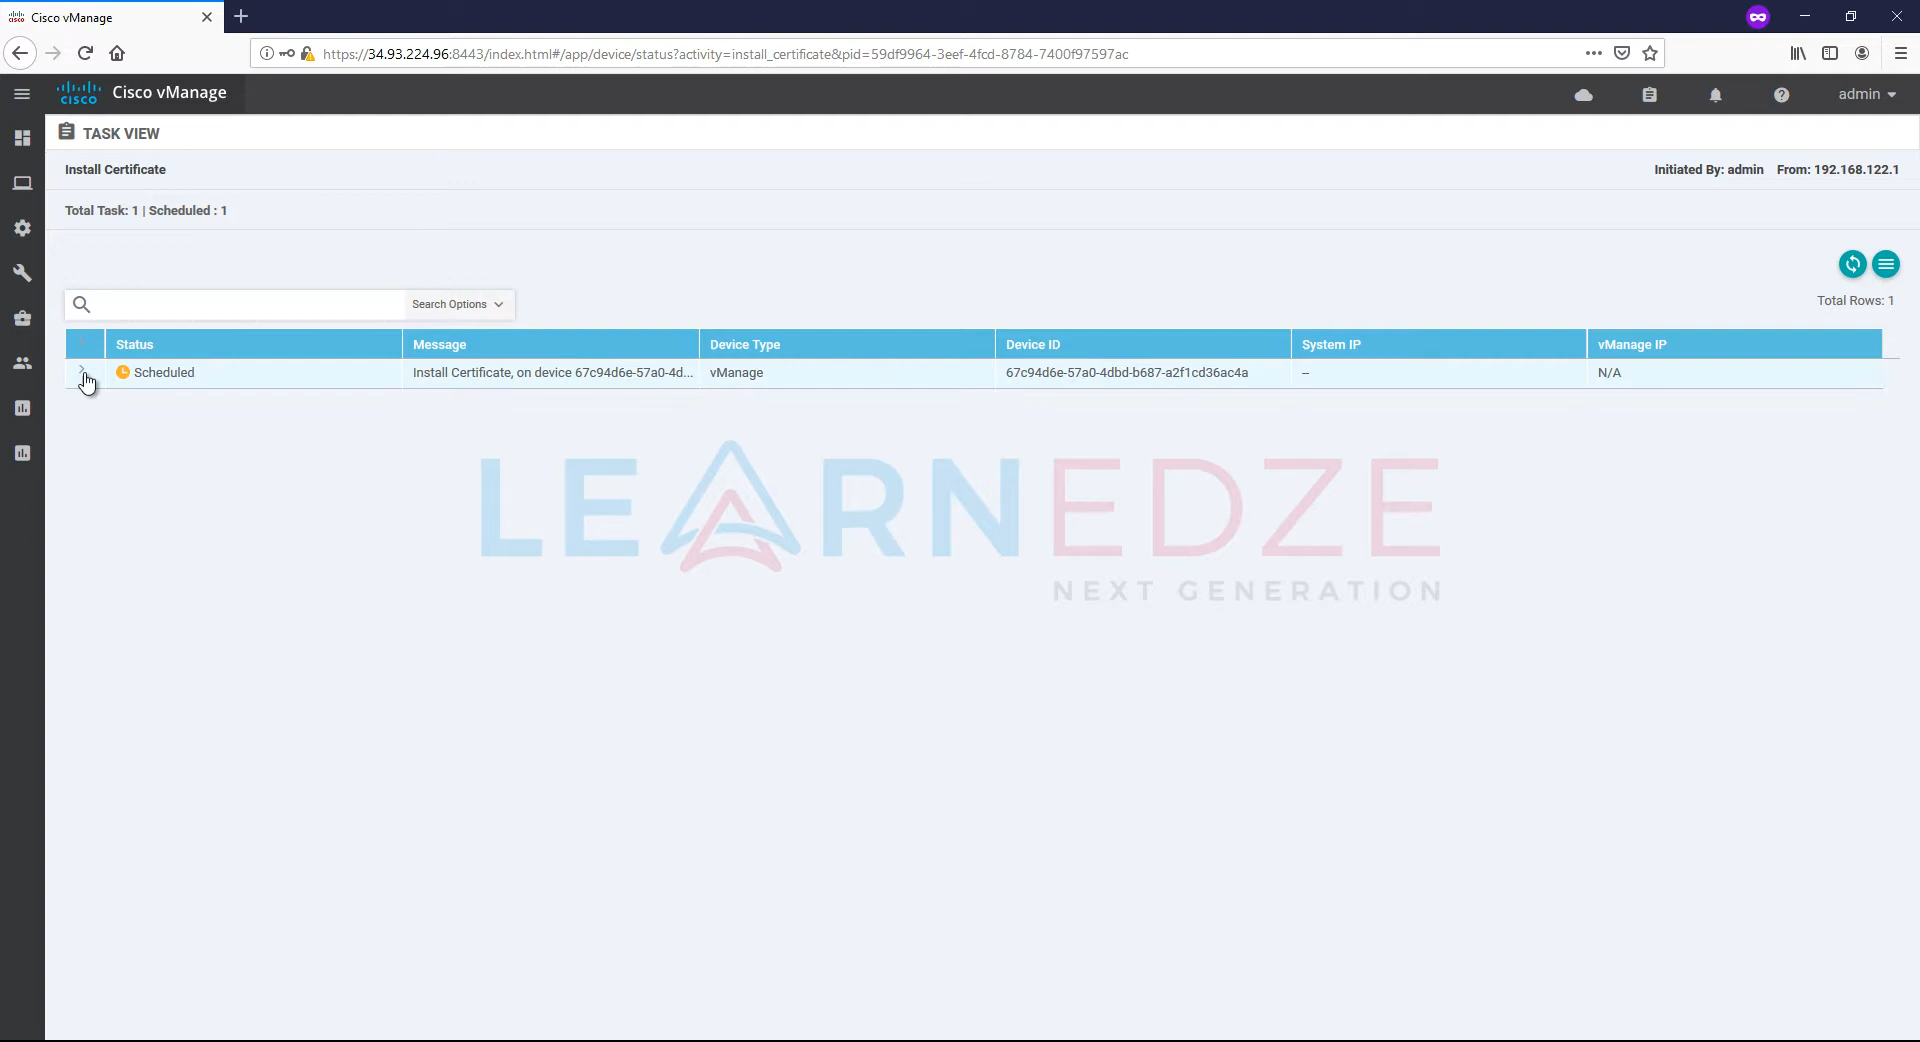 Cisco vManage
https://34.93.224.96:8443/index.html#/app/device/status?activity=install_certificate&pid=59df9964-3eef-4fcd-8784-7400f97597ac
cisco Cisco vManage
admin
TASK VIEW
Install Certificate
Initiated By: admin From: 192.168.122.1
Total Task: 1 | Scheduled : 1
Search Options
Total Rows: 1
Status Message Device Type Device ID System IP vManage IP
Scheduled Install Certificate, on device 67c94d6e-57a0-4d... vManage 67c94d6e-57a0-4dbd-b687-a2f1cd36ac4a -- N/A
LEARNEDZE
NEXT GENERATION